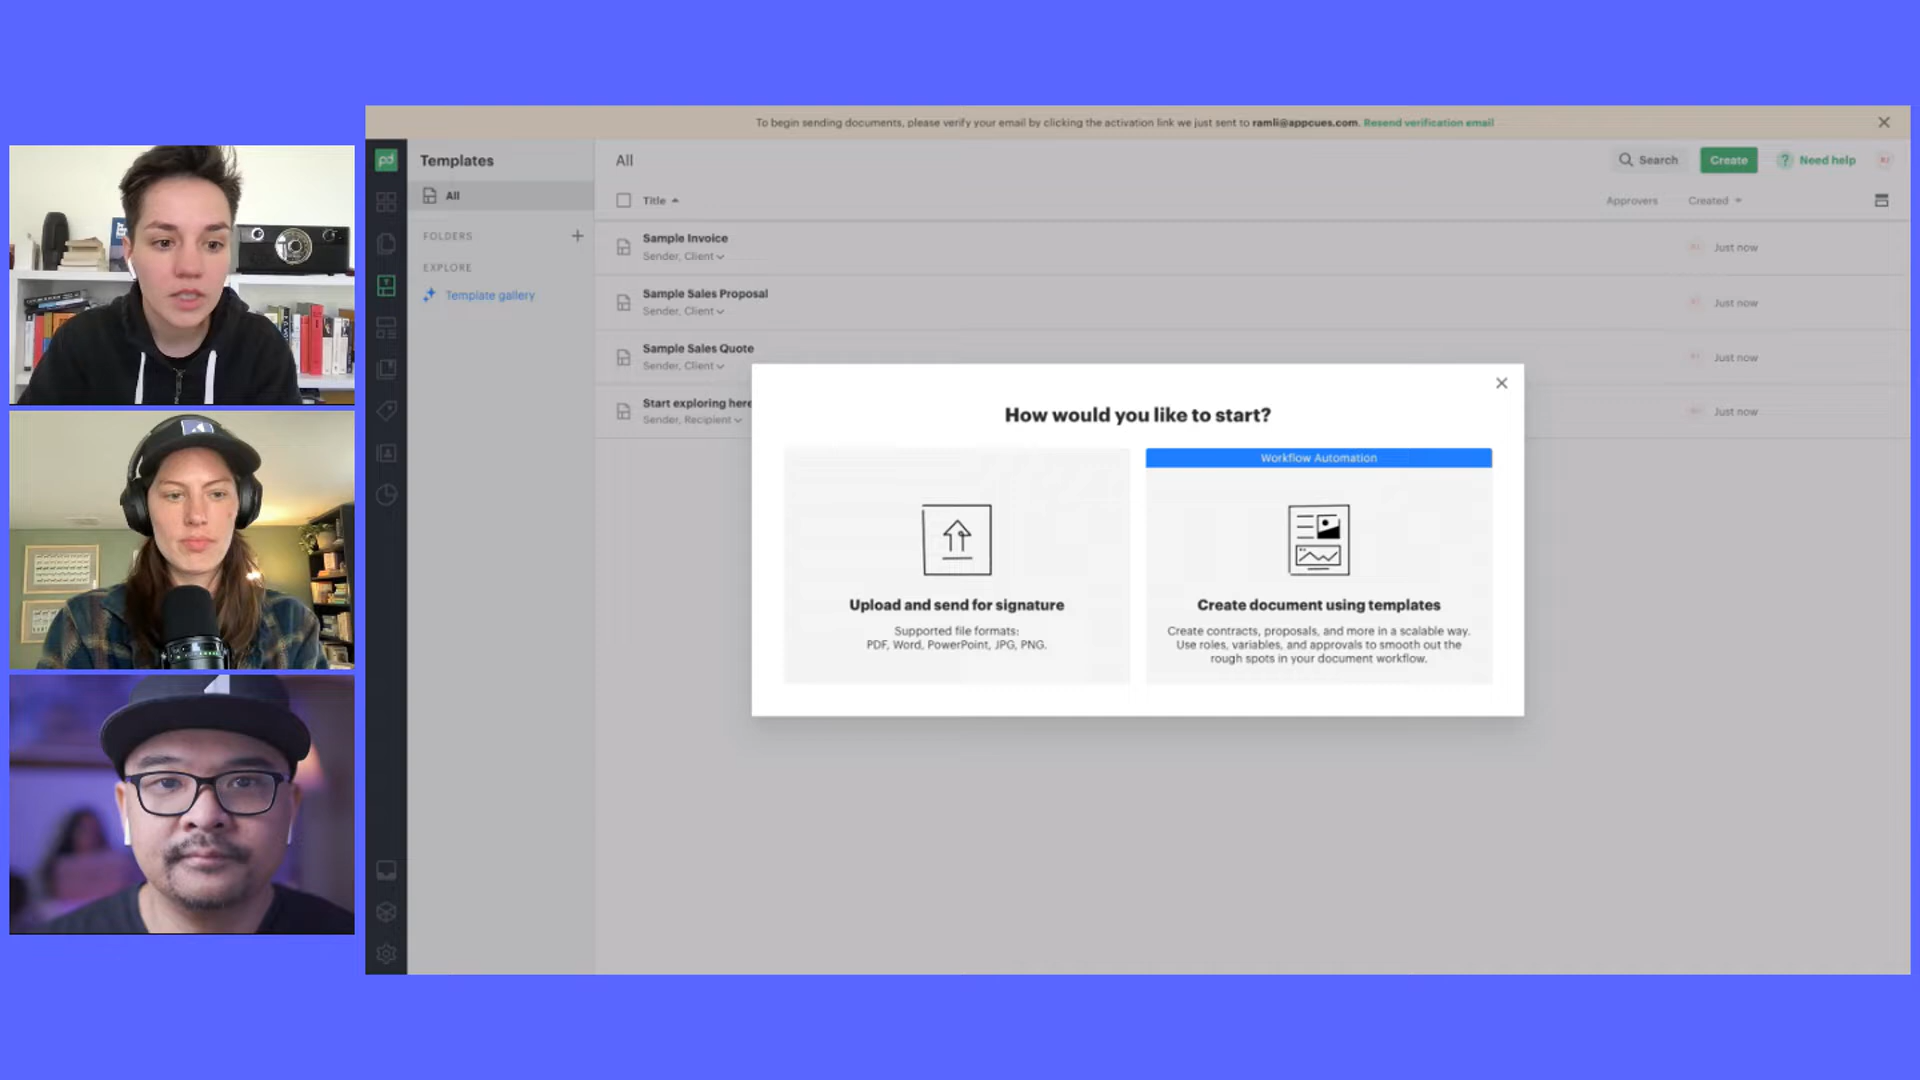 To begin sending documents, please verify your email by clicking the activation link we just sent to ramli@appcues.com. Resend verification email
pd
Templates
All
Search
Create
? Need help
All
Title
Approvers
Created
FOLDERS
EXPLORE
Template gallery
Sample Invoice
Sender, Client
Just now
Sample Sales Proposal
Sender, Client
Just now
Sample Sales Quote
Sender, Client
Just now
Start exploring here
Sender, Recipient
Just now
How would you like to start?
Upload and send for signature
Supported file formats:
PDF, Word, PowerPoint, JPG, PNG.
Workflow Automation
Create document using templates
Create contracts, proposals, and more in a scalable way.
Use roles, variables, and approvals to smooth out the
rough spots in your document workflow.